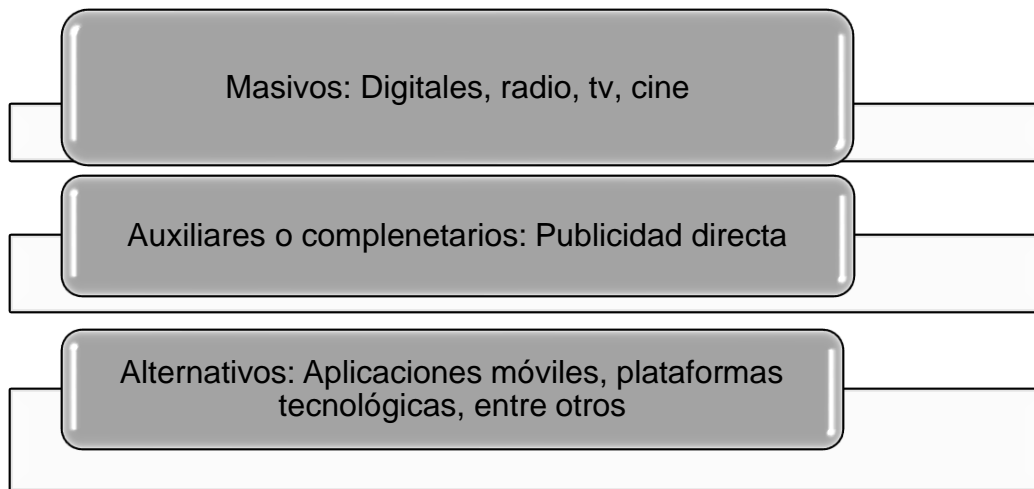 Masivos: Digitales, radio, tv, cine
Auxiliares o complenetarios: Publicidad directa
Alternativos: Aplicaciones móviles, plataformas
tecnológicas, entre otros